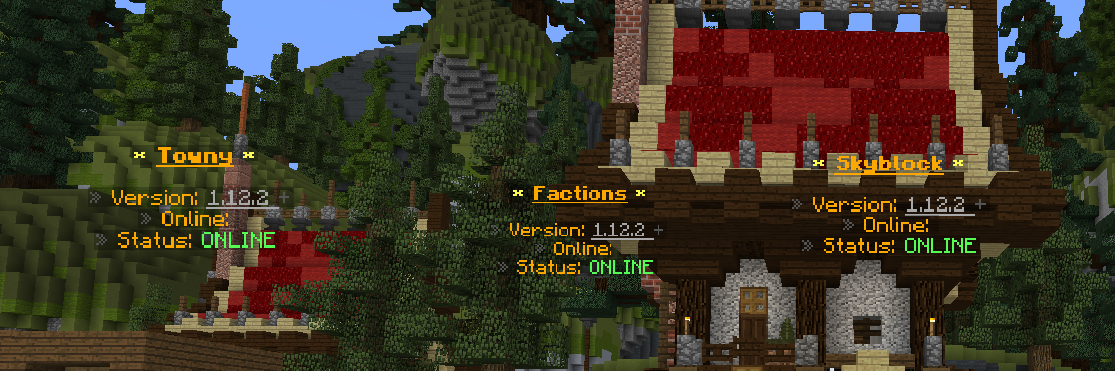 × Towny ×
» Version: 1.12.2 +
» Online:
» Status: ONLINE
× Factions ×
» Version: 1.12.2 +
Online:
» Status: ONLINE
× Skyblock ×
» Version: 1.12.2 +
» Online:
» Status: ONLINE